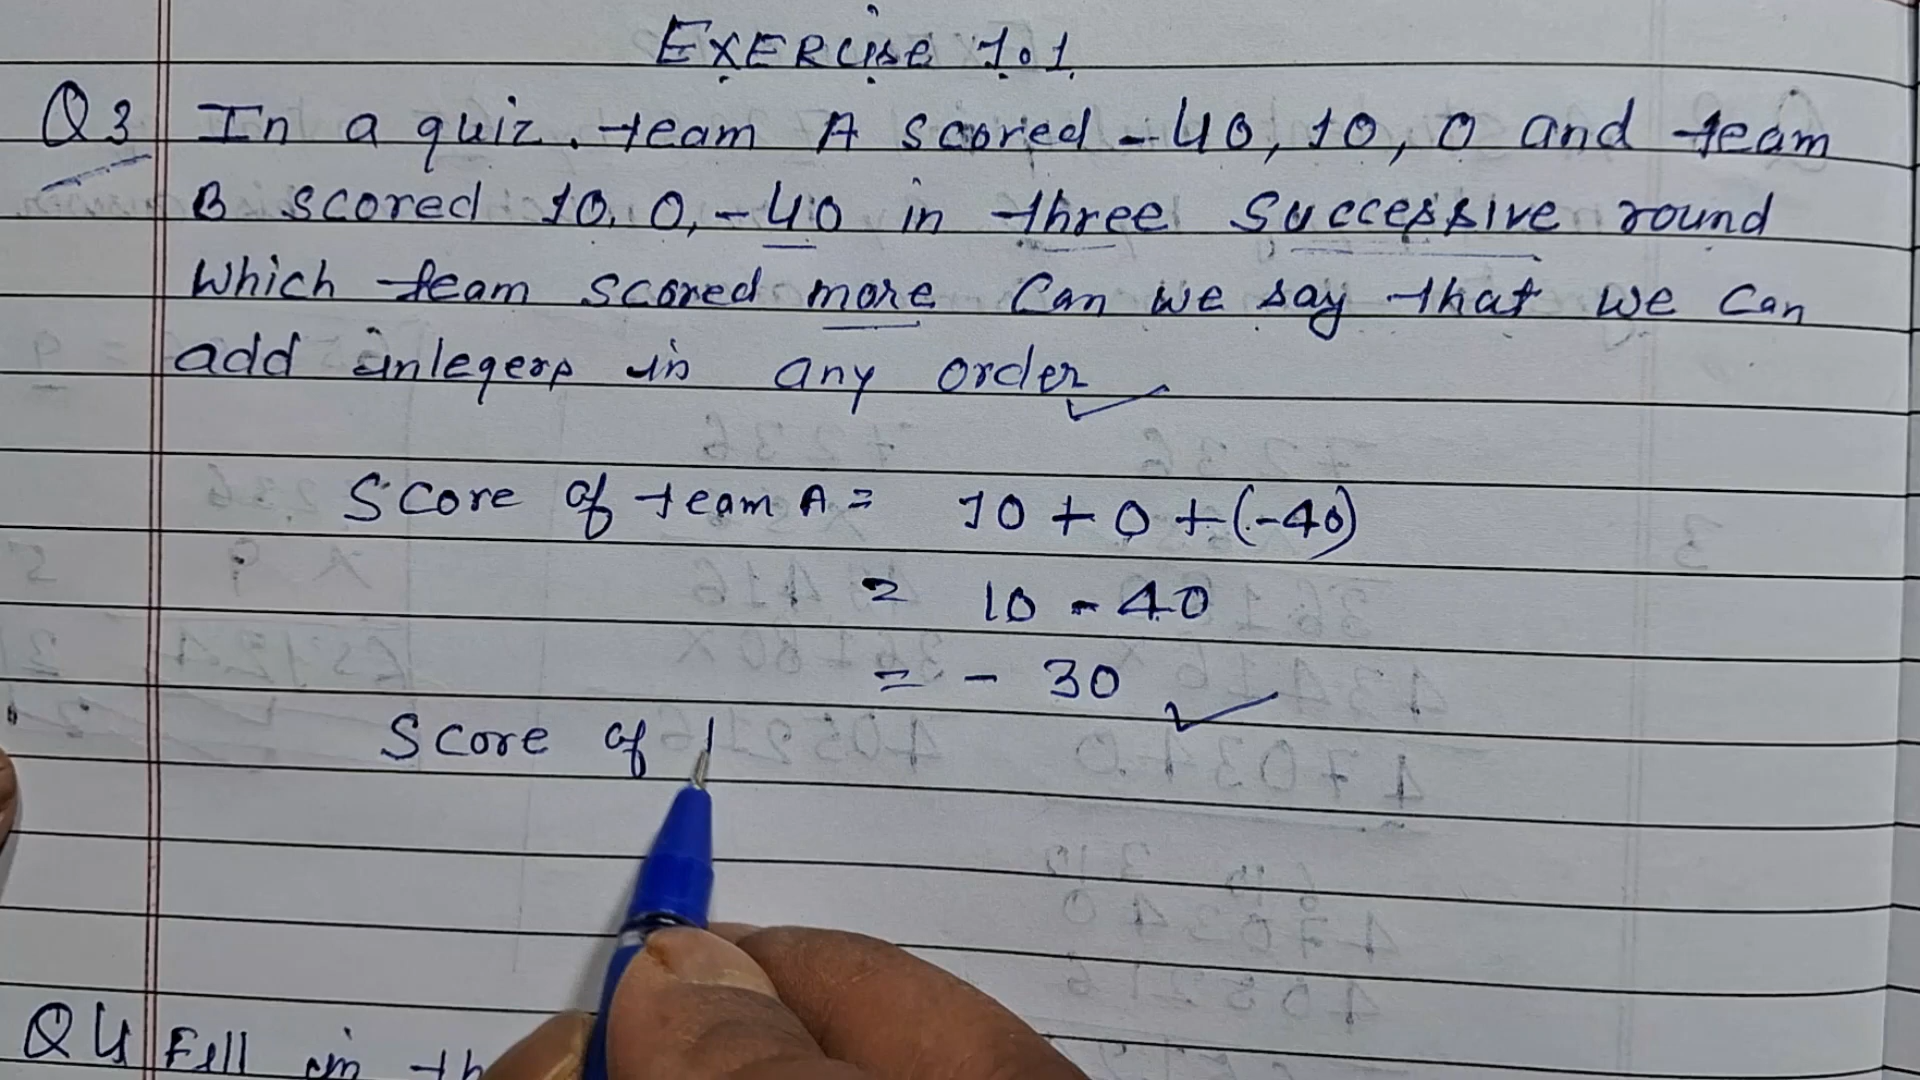 Exercise 1.1
Q3 In a quiz. team A scored -40, 10, 0 and team
B scored 10, 0, -40 in three Successive round
Which team scored more Can we say that we Can
add inlegers in any order
Score of team A = 10 + 0 + (-40)
= 10 - 40
= - 30
Score of
Q4 Fill in th